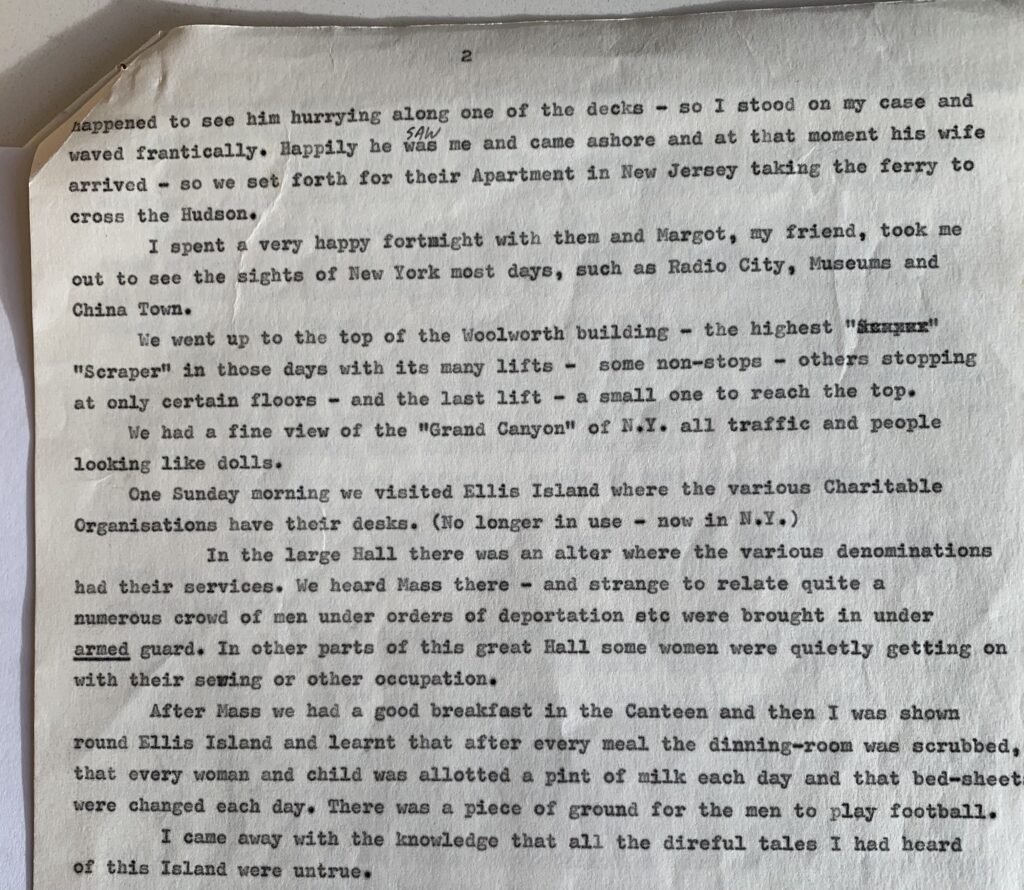 2
happened to see him hurrying along one of the decks - so I stood on my case and
SAW
waved frantically. Happily he was me and came ashore and at that moment his wife
arrived - so we set forth for their Apartment in New Jersey taking the ferry to
cross the Hudson.
I spent a very happy fortmight with them and Margot, my friend, took me
out to see the sights of New York most days, such as Radio City, Museums and
China Town.
We went up to the top of the Woolworth building - the highest "
"Scraper" in those days with its many lifts - some non-stops - others stopping
at only certain floors - and the last lift - a small one to reach the top.
We had a fine view of the "Grand Canyon" of N.Y. all traffic and people
looking like dolls.
One Sunday morning we visited Ellis Island where the various Charitable
Organisations have their desks. (No longer in use - now in N.Y.)
In the large Hall there was an alter where the various denominations
had their services. We heard Mass there - and strange to relate quite a
numerous crowd of men under orders of deportation etc were brought in under
armed guard. In other parts of this great Hall some women were quietly getting on
with their sewing or other occupation.
After Mass we had a good breakfast in the Canteen and then I was shown
round Ellis Island and learnt that after every meal the dinning-room was scrubbed,
that every woman and child was allotted a pint of milk each day and that bed-sheets
were changed each day. There was a piece of ground for the men to play football.
I came away with the knowledge that all the direful tales I had heard
of this Island were untrue.